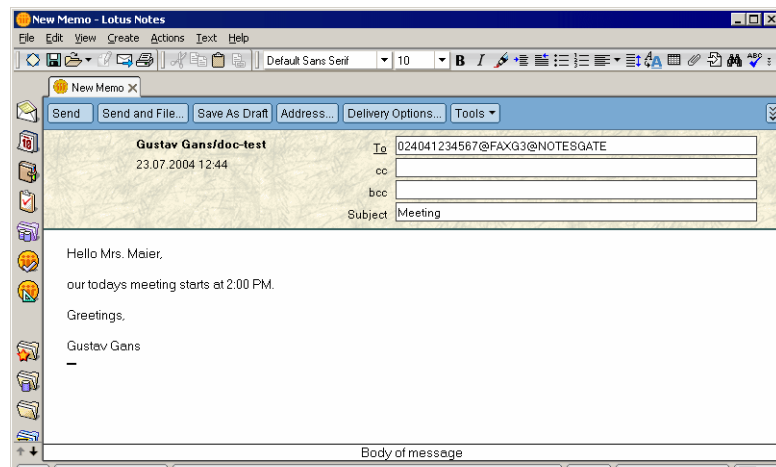 New Memo - Lotus Notes
File Edit View Create Actions Text Help
Default Sans Serif 10 B I
New Memo
Send Send and File... Save As Draft Address... Delivery Options... Tools
Gustav Gans/doc-test
23.07.2004 12:44
To 024041234567@FAXG3@NOTESGATE
cc
bcc
Subject Meeting
Hello Mrs. Maier,
our todays meeting starts at 2:00 PM.
Greetings,
Gustav Gans
Body of message